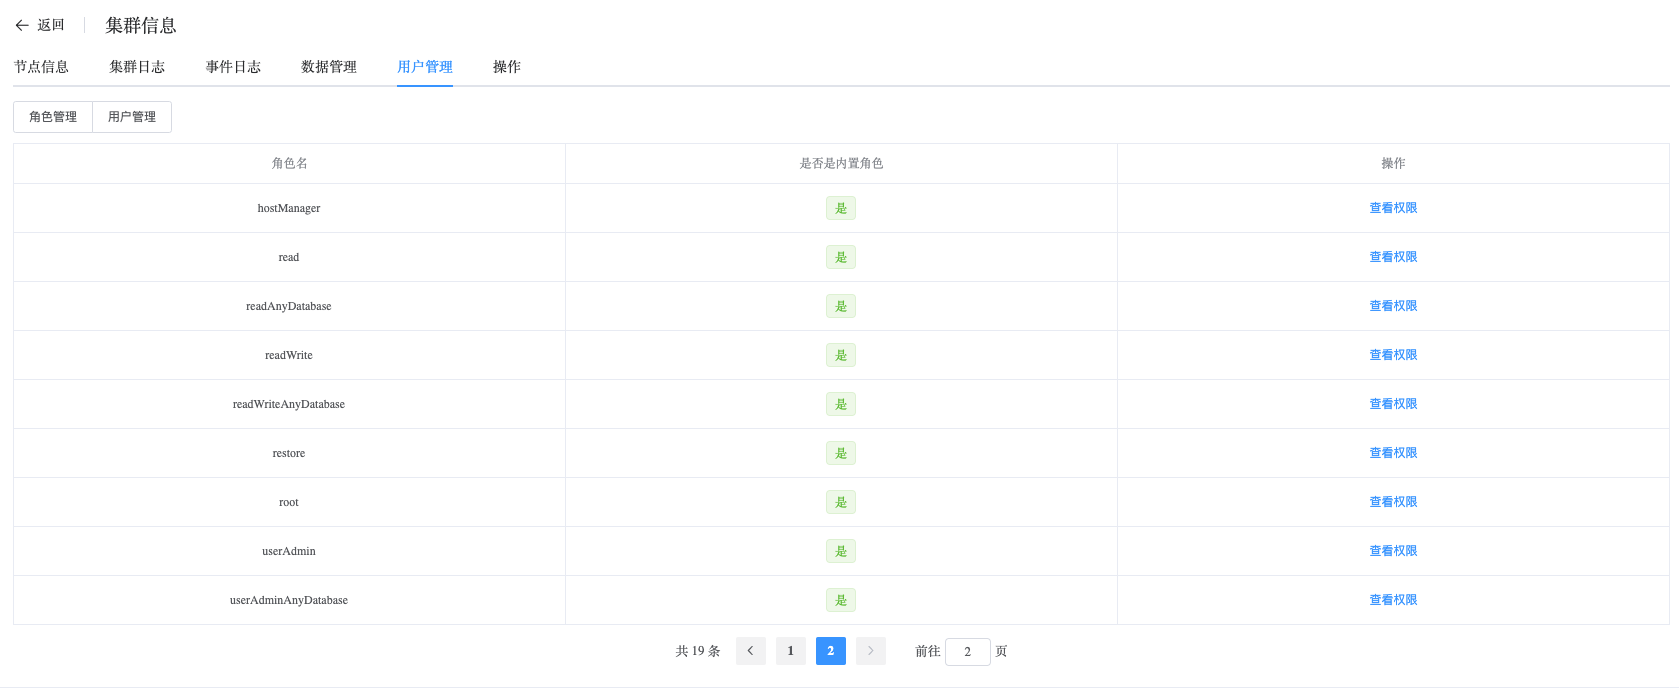 返回 集群信息
节点信息 集群日志 事件日志 数据管理 用户管理 操作
角色管理 用户管理
角色名 是否是内置角色 操作
hostManager 是 查看权限
read 是 查看权限
readAnyDatabase 是 查看权限
readWrite 是 查看权限
readWriteAnyDatabase 是 查看权限
restore 是 查看权限
root 是 查看权限
userAdmin 是 查看权限
userAdminAnyDatabase 是 查看权限
共 19 条 1 2 前往 2 页